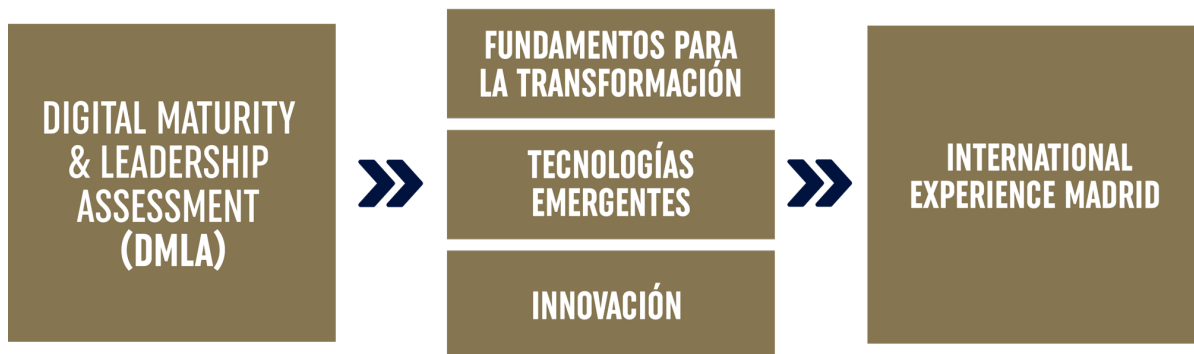 DIGITAL MATURITY
& LEADERSHIP
ASSESSMENT
(DMLA)
FUNDAMENTOS PARA
LA TRANSFORMACIÓN
TECNOLOGÍAS
EMERGENTES
INNOVACIÓN
INTERNATIONAL
EXPERIENCE MADRID